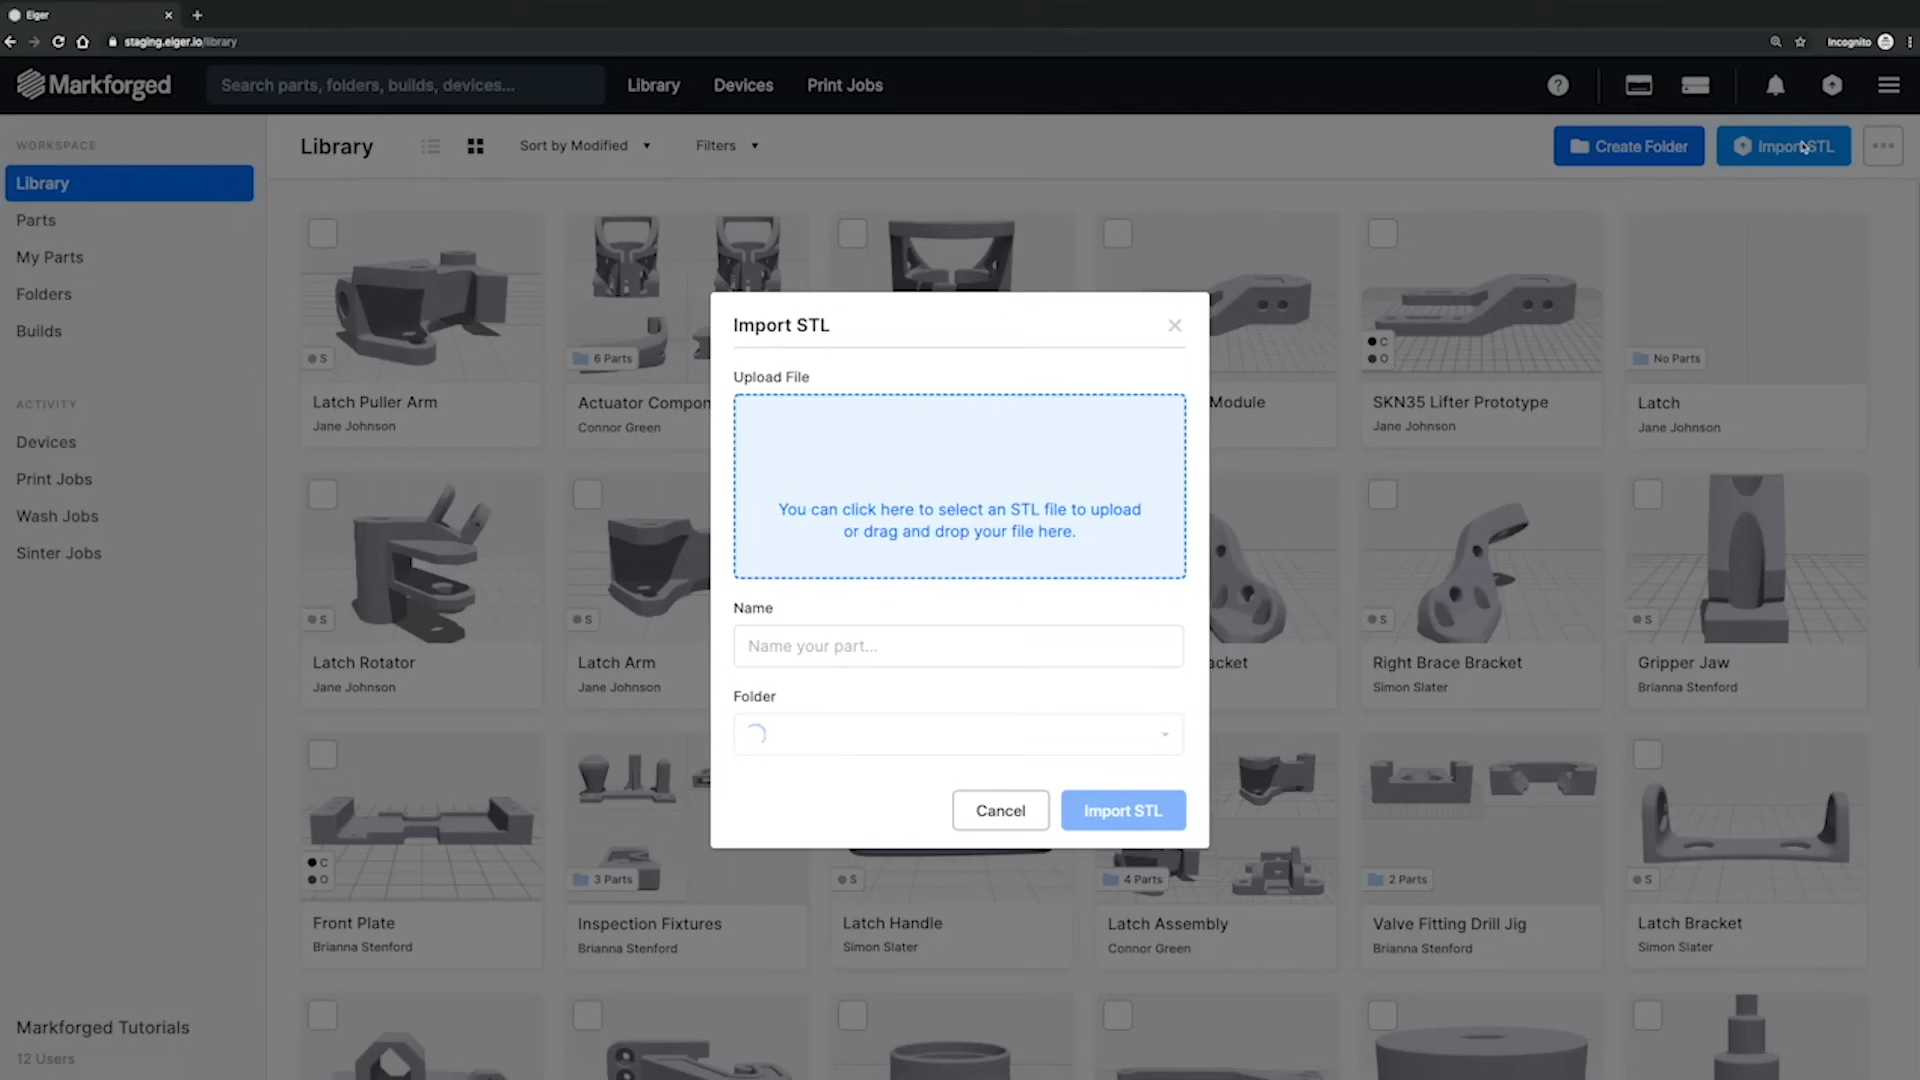 Eiger
staging.eiger.io/library
Incognito
Markforged
Search parts, folders, builds, devices...
Library
Devices
Print Jobs
WORKSPACE
Library
Parts
My Parts
Folders
Builds
ACTIVITY
Devices
Print Jobs
Wash Jobs
Sinter Jobs
Markforged Tutorials
12 Users
Library
Sort by Modified
Filters
Create Folder
Import STL
S
Latch Puller Arm
Jane Johnson
6 Parts
Actuator Compon
Connor Green
Module
C
O
SKN35 Lifter Prototype
Jane Johnson
No Parts
Latch
Jane Johnson
S
Latch Rotator
Jane Johnson
S
Latch Arm
Jane Johnson
acket
S
Right Brace Bracket
Simon Slater
S
Gripper Jaw
Brianna Stenford
C
O
Front Plate
Brianna Stenford
3 Parts
Inspection Fixtures
Brianna Stenford
S
Latch Handle
Simon Slater
4 Parts
Latch Assembly
Connor Green
2 Parts
Valve Fitting Drill Jig
Brianna Stenford
S
Latch Bracket
Simon Slater
Import STL
Upload File
You can click here to select an STL file to upload
or drag and drop your file here.
Name
Name your part...
Folder
Cancel
Import STL